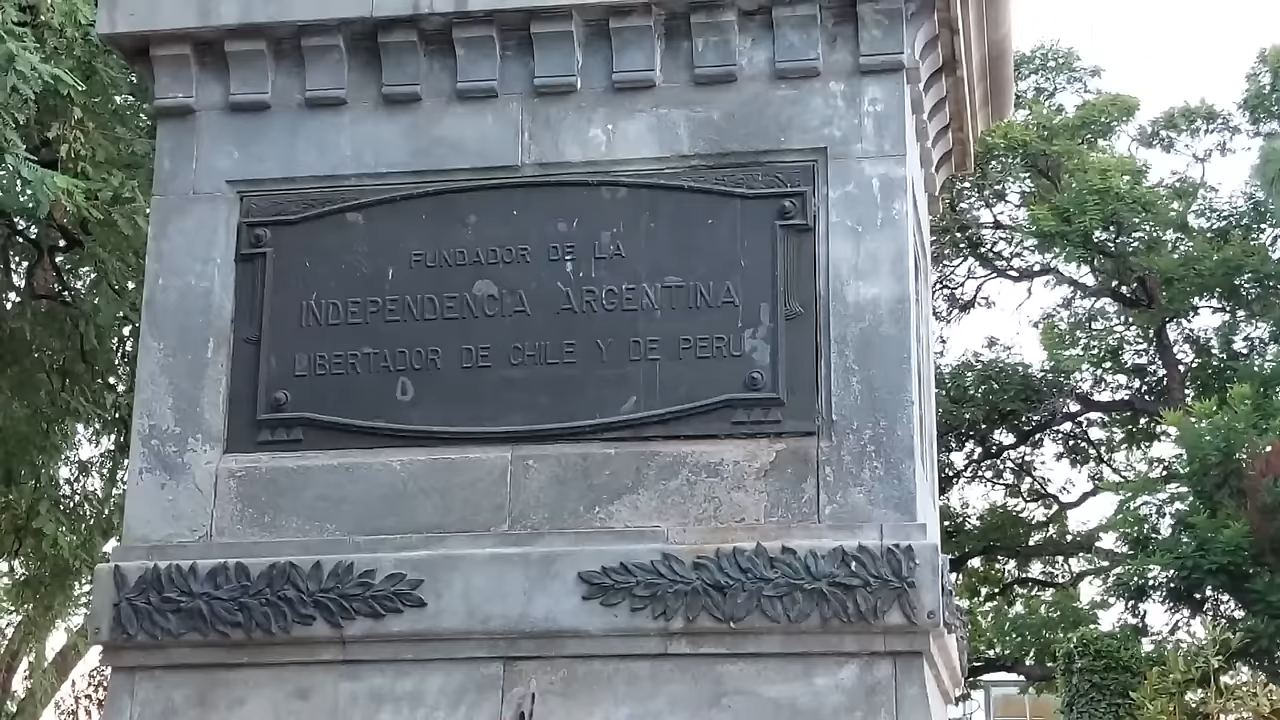 FUNDADOR DE LA
INDEPENDENCIA ARGENTINA
LIBERTADOR DE CHILE Y DE PERU